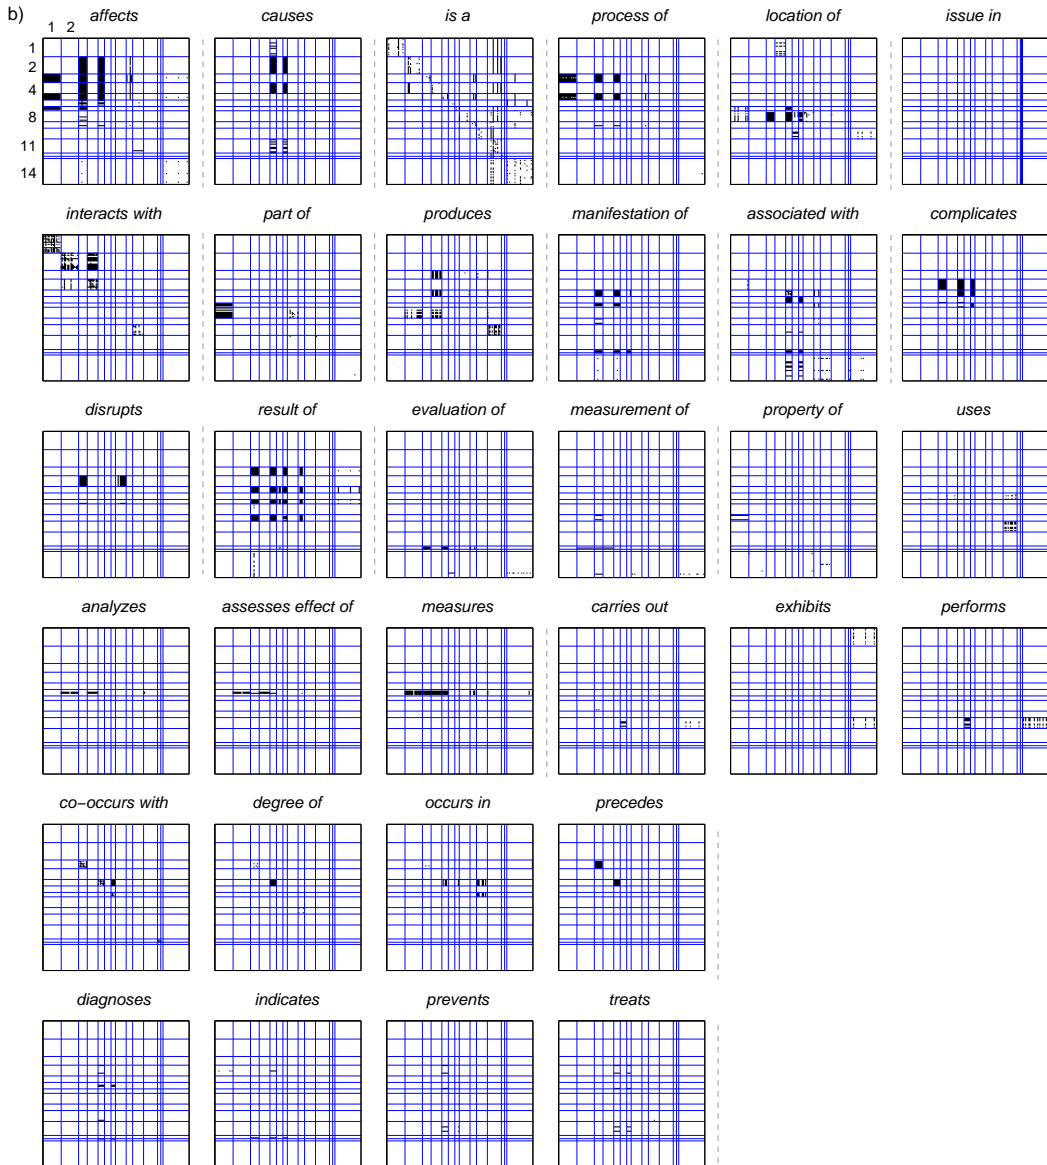 b) affects causes is a process of location of issue in
1 2
1
2
4
8
11
14
interacts with part of produces manifestation of associated with complicates
disrupts result of evaluation of measurement of property of uses
analyzes assesses effect of measures carries out exhibits performs
co-occurs with degree of occurs in precedes
diagnoses indicates prevents treats